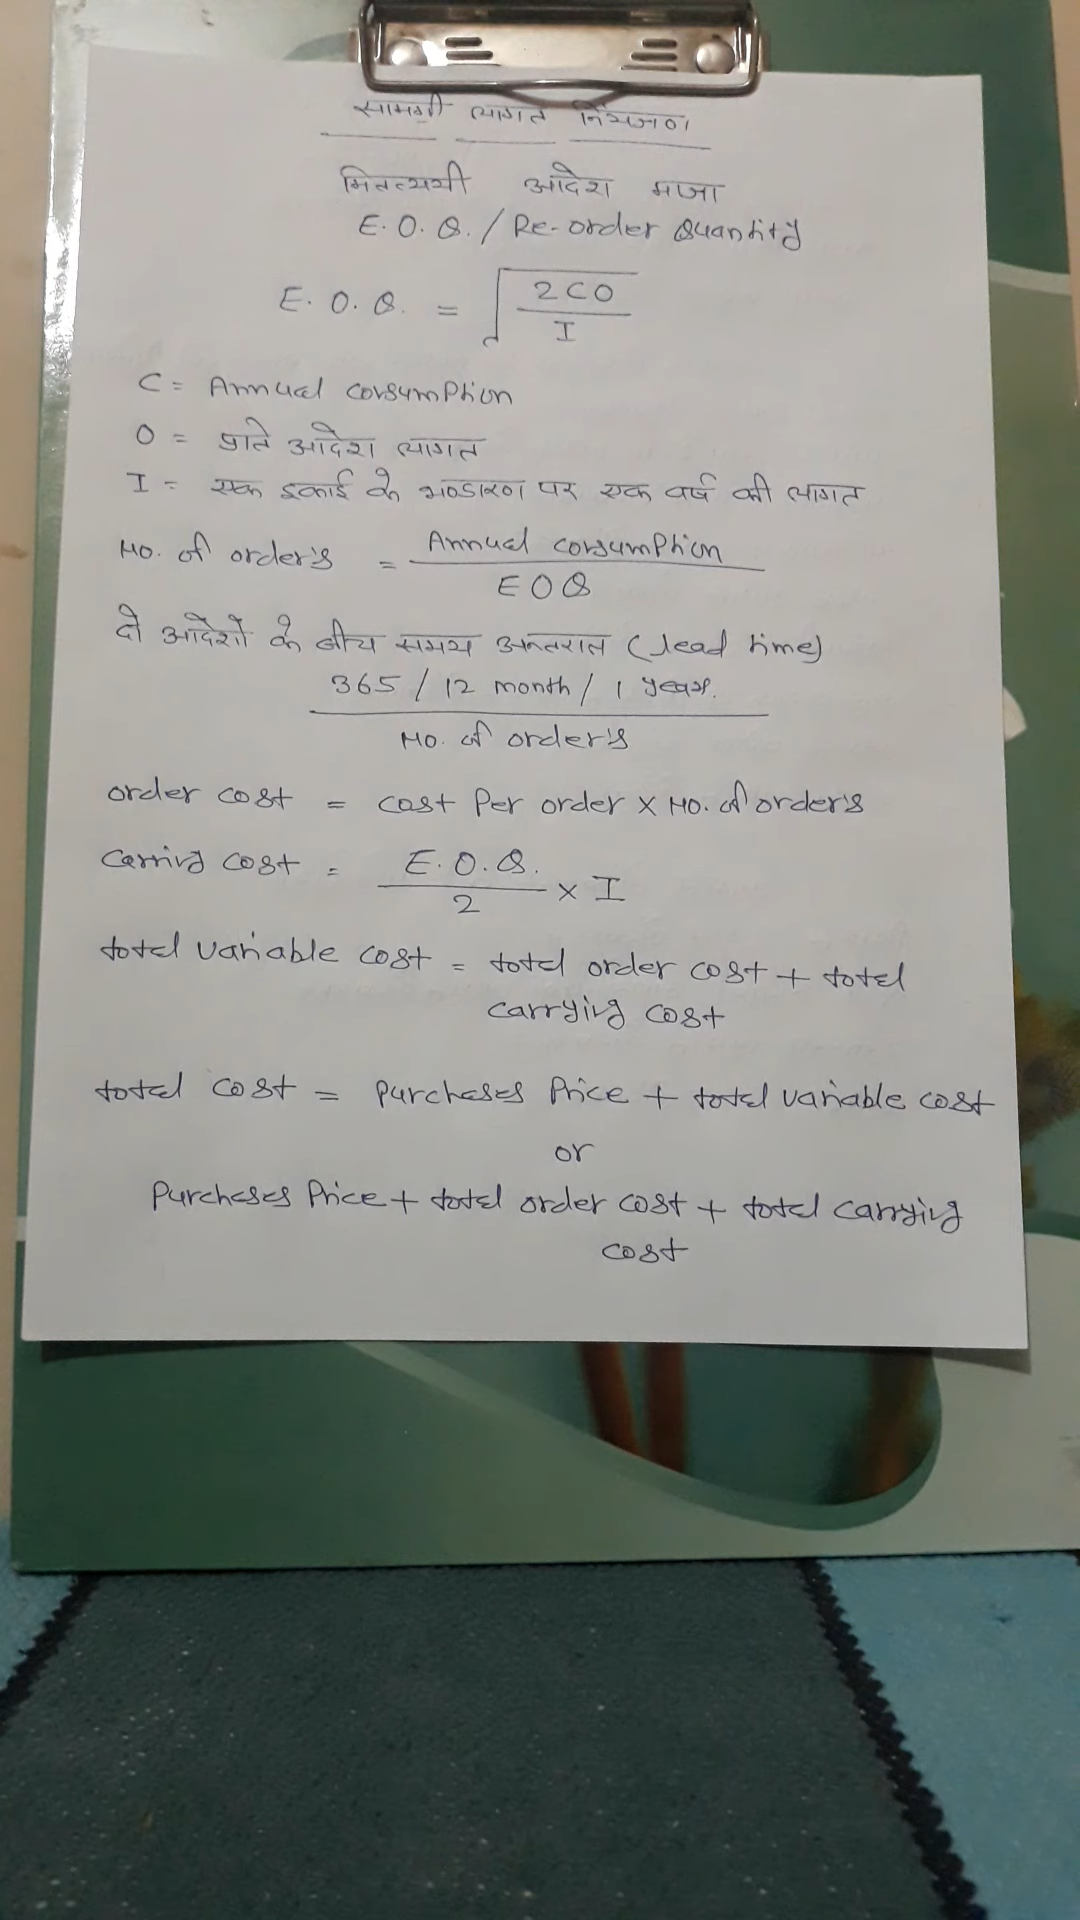 सामग्री लागत नियंत्रण
मितव्ययी आदेश मात्रा
E.O.Q. / Re-order Quantity
E.O.Q. = √ 2CO / I
C = Annual consumption
O = प्रति आदेश लागत
I = एक इकाई के भण्डारण पर एक वर्ष की लागत
No. of order's = Annual consumption / EOQ
दो आदेशों के बीच समय अन्तराल (lead time)
365 / 12 month / 1 year.
No. of order's
order cost = cost Per order x No. of order's
Carring cost = E.O.Q. / 2 x I
total variable cost = total order cost + total
carrying cost
total cost = Purchases Price + total variable cost
or
Purchases Price + total order cost + total carrying
cost